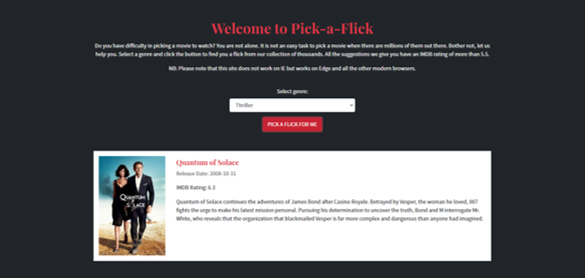 Welcome to Pick-a-Flick
Do you have difficulty in picking a movie to watch? You are not alone. It is not an easy task to pick a movie when there are millions of them out there. Bother not, let us
help you. Select a genre and click the button to find you a flick from our collection of thousands. All the suggestions we give you have an IMDB rating of more than 5.5.
NB: Please note that this site does not work on IE but works on Edge and all the other modern browsers.
Select genre:
Thriller
PICK A FLICK FOR ME
Quantum of Solace
Release Date: 2008-10-31
IMDB Rating: 6.3
Quantum of Solace continues the adventures of James Bond after Casino Royale. Betrayed by Vesper, the woman he loved, 007
fights the urge to make his latest mission personal. Pursuing his determination to uncover the truth, Bond and M interrogate Mr.
White, who reveals that the organization that blackmailed Vesper is far more complex and dangerous than anyone had imagined.
QUANTUM
OF SOLACE